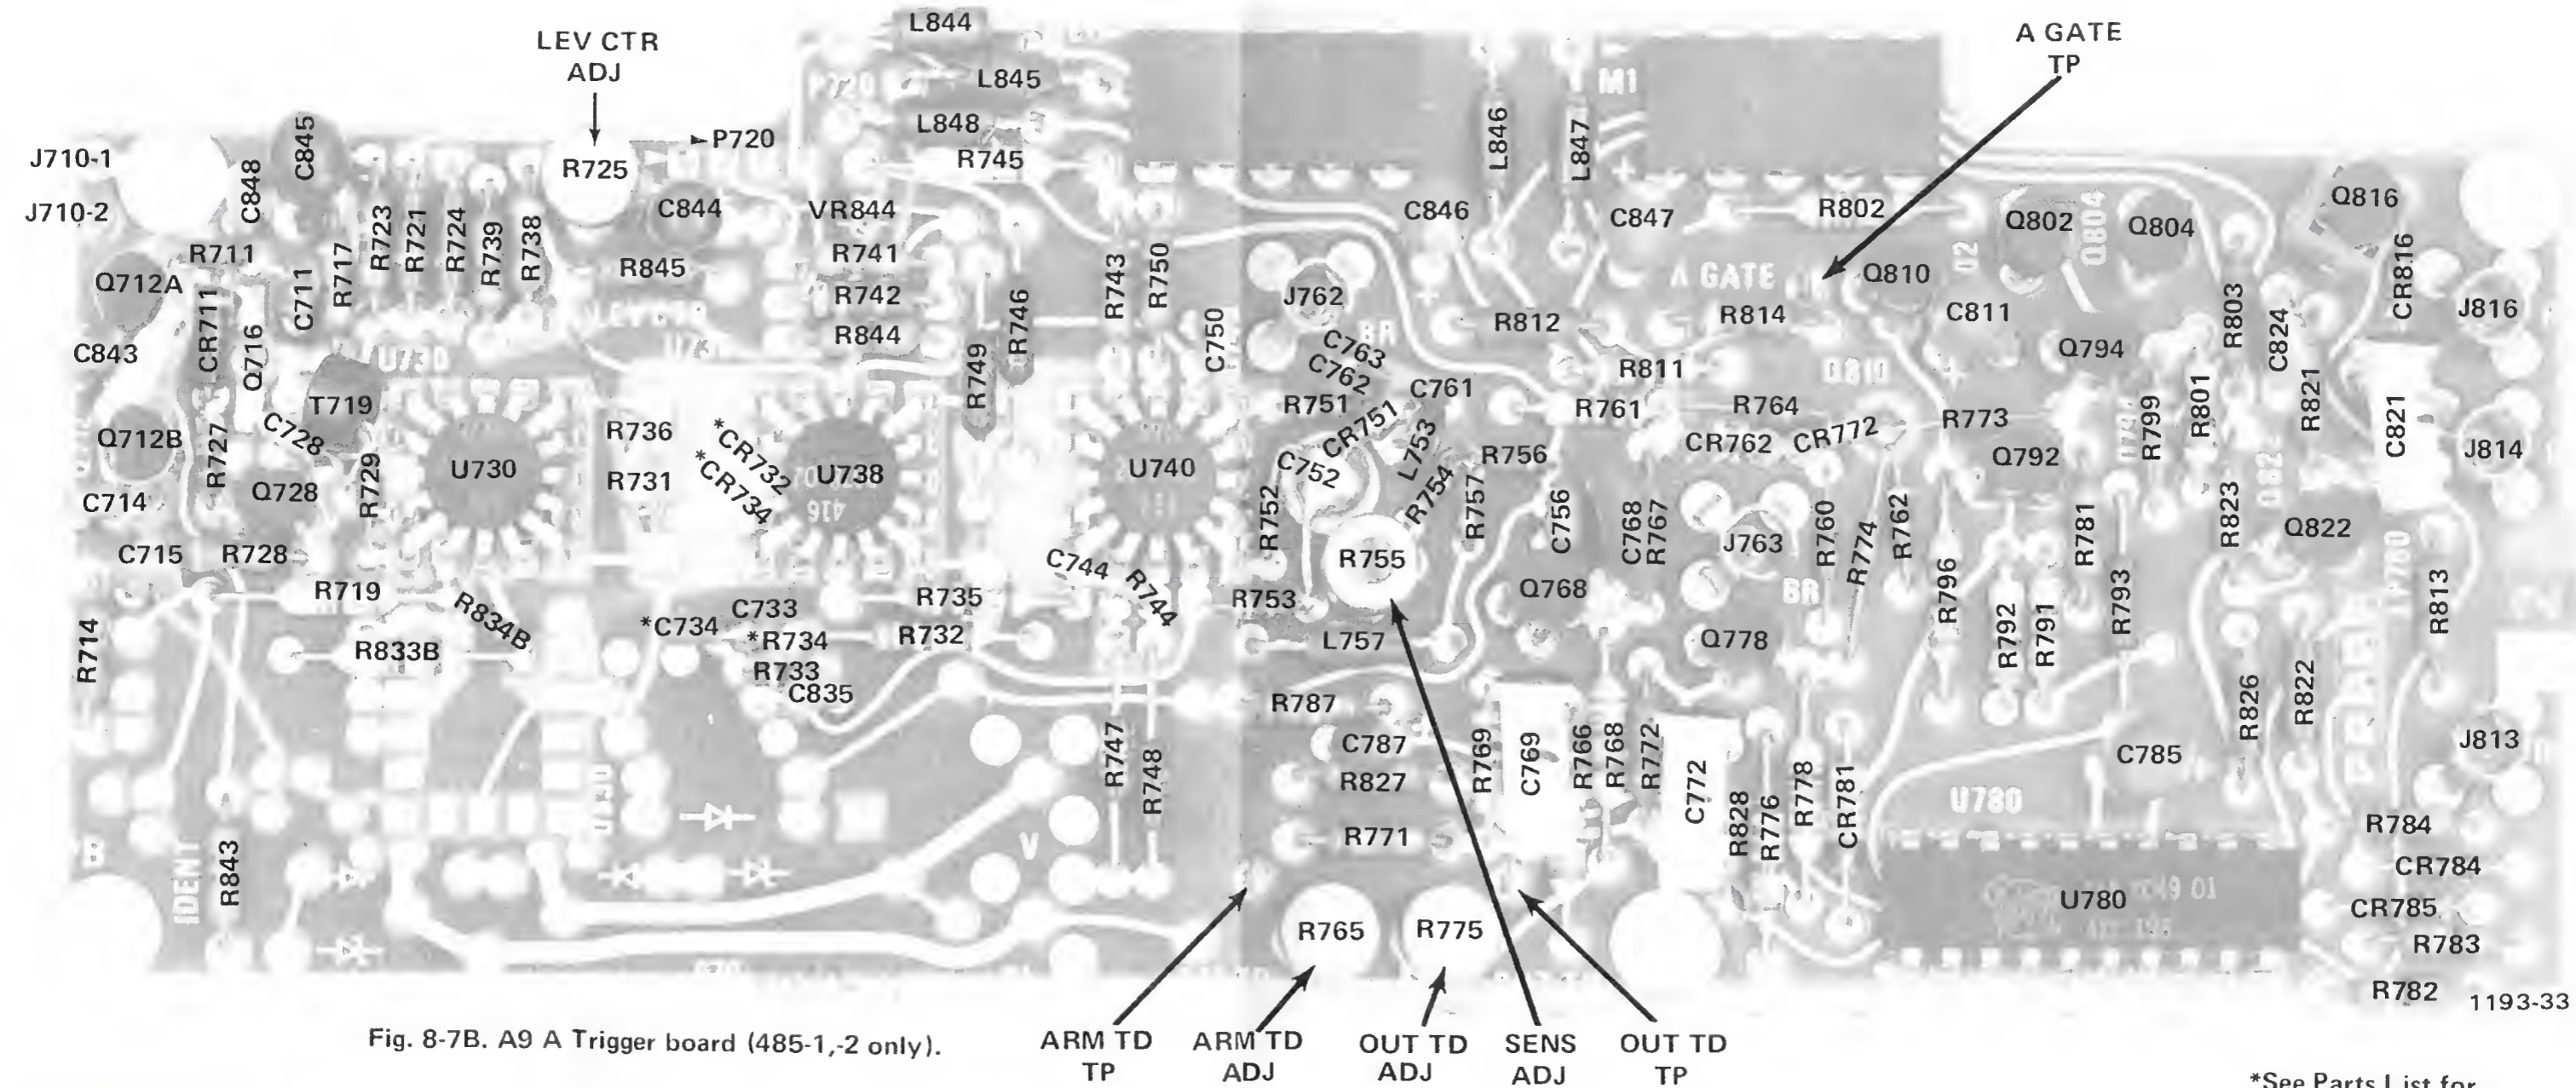 L844
LEV CTR
ADJ
A GATE
TP
P720
L845
M1
L848
L846
L847
P720
J710-1
C848
C845
R725
R745
Q816
J710-2
R723
R721
R724
R739
R738
C844
VR844
C846
C847
R802
Q802
Q804
Q804
R711
R717
R845
R741
R743
R750
Q2
Q712A
CR711
C711
R742
R746
J762
A GATE
Q810
C811
R803
CR816
J816
Q716
R844
C750
BR
R812
R814
C824
C843
U730
R749
C763
C762
R811
Q810
Q794
T719
R751
C761
R761
R764
R773
R799
R801
R821
C821
Q712B
R727
C728
R729
R736
*CR732
CR751
L753
CR762
CR772
J814
U730
R731
*CR734
U738
416
U740
C752
R754
R756
Q792
C714
Q728
R752
R757
C756
C768
R767
R760
R774
R762
R781
R823
Q822
C715
R728
C744
R744
R755
J763
R719
R834B
C733
R735
R753
Q768
BR
R796
R792
R791
R793
R813
R714
R833B
*C734
*R734
R732
L757
Q778
R733
C835
R787
R826
R822
R747
R748
C787
R769
C769
R766
R768
R772
C772
C785
J813
R827
R828
R776
R778
CR781
U780
R784
IDENT
R843
V
R771
CR784
B
R765
R775
U780
CR785
R783
R782
1193-33
Fig. 8-7B. A9 A Trigger board (485-1,-2 only).
ARM TD
TP
ARM TD
ADJ
OUT TD
ADJ
SENS
ADJ
OUT TD
TP
*See Parts List for